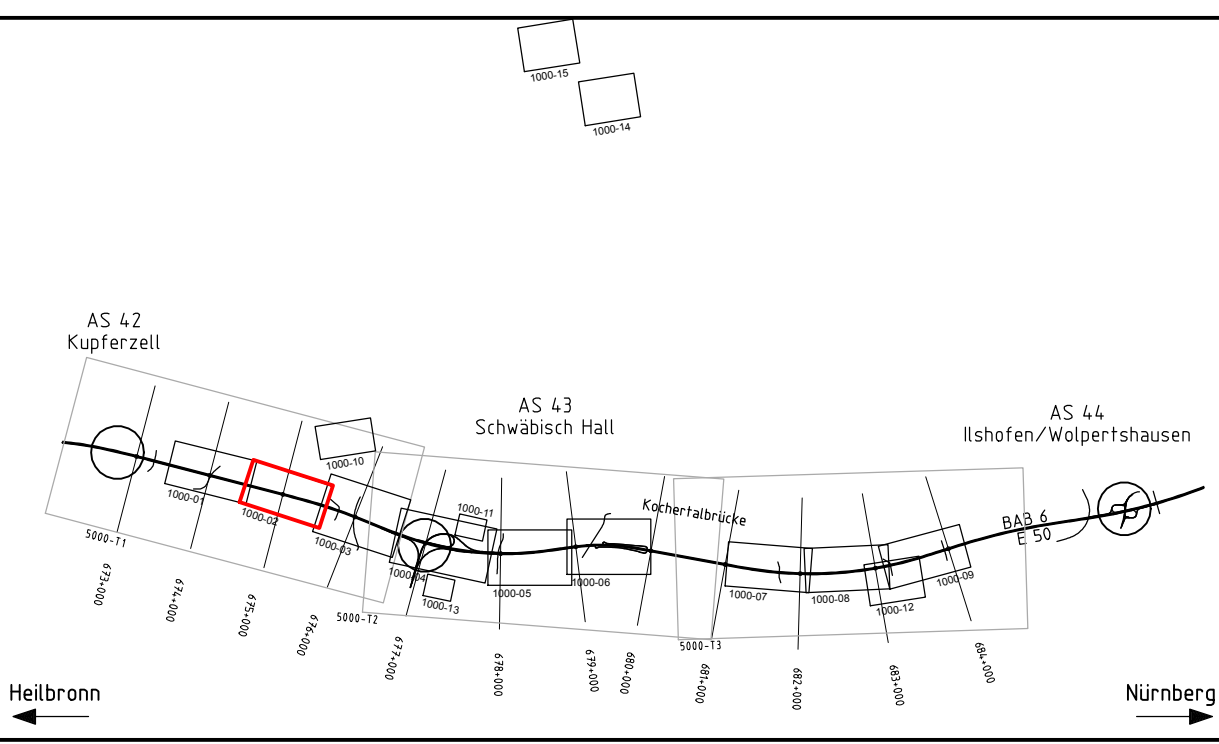 1000-15
1000-14
AS 42
Kupferzell
AS 43
Schwäbisch Hall
AS 44
Ilshofen/Wolpertshausen
1000-10
1000-01
1000-02
1000-03
1000-11
Kochertalbrücke
BAB 6
E 50
5000-T1
1000-04
1000-13
1000-05
1000-06
1000-07
1000-08
1000-12
1000-09
5000-T2
5000-T3
673+000
674+000
675+000
676+000
677+000
678+000
679+000
680+000
681+000
682+000
683+000
684+000
Heilbronn
Nürnberg